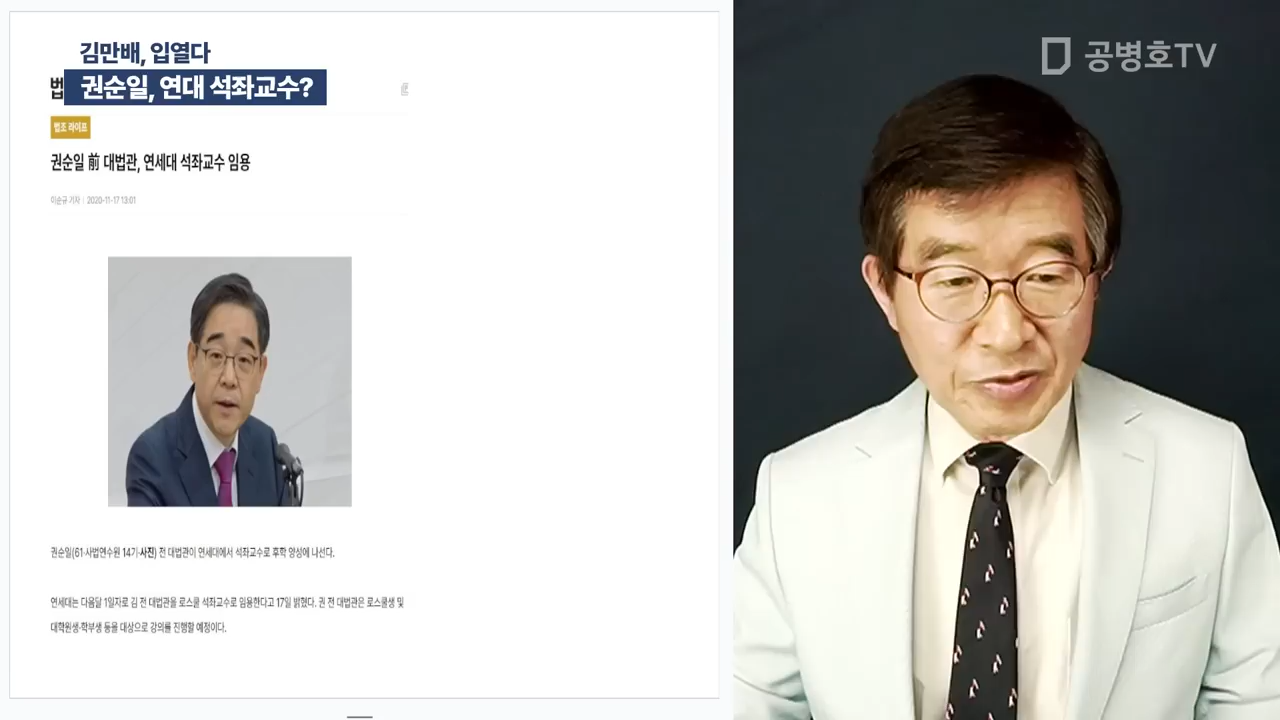 김만배, 입열다
법
권순일, 연대 석좌교수?
공병호TV
법조 라이프
권순일 前 대법관, 연세대 석좌교수 임용
이순규 기자 | 2020-11-17 13:01
권순일(61·사법연수원 14기·사진) 전 대법관이 연세대에서 석좌교수로 후학 양성에 나선다.
연세대는 다음달 1일자로 김 전 대법관을 로스쿨 석좌교수로 임용한다고 17일 밝혔다. 권 전 대법관은 로스쿨생 및
대학원생·학부생 등을 대상으로 강의를 진행할 예정이다.